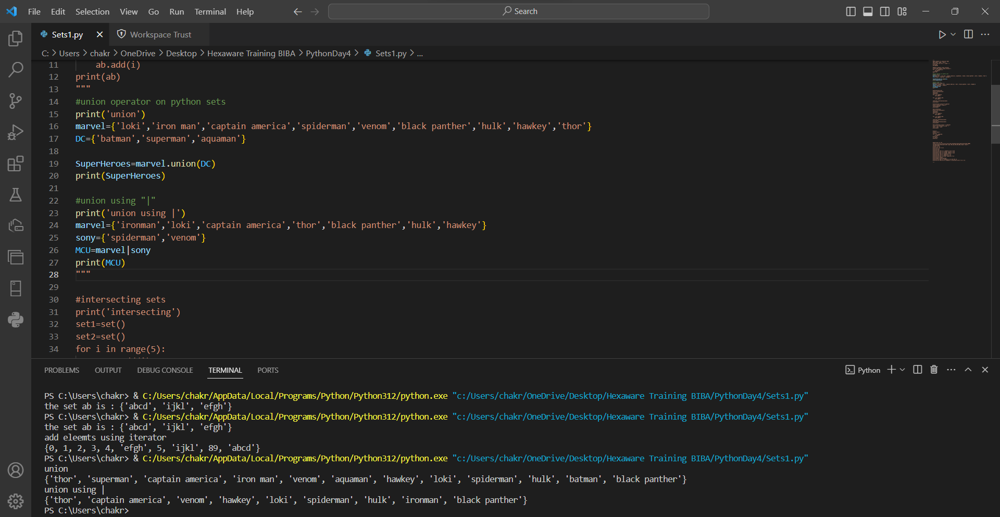 File Edit Selection View Go Run Terminal Help Search
Sets1.py Workspace Trust
C: > Users > chakr > OneDrive > Desktop > Hexaware Training BIBA > PythonDay4 > Sets1.py > ...
11 ab.add(i)
12 print(ab)
13 """
14 #union operator on python sets
15 print('union')
16 marvel={'loki','iron man','captain america','spiderman','venom','black panther','hulk','hawkey','thor'}
17 DC={'batman','superman','aquaman'}
18
19 SuperHeroes=marvel.union(DC)
20 print(SuperHeroes)
21
22 #union using "|"
23 print('union using |')
24 marvel={'ironman','loki','captain america','thor','black panther','hulk','hawkey'}
25 sony={'spiderman','venom'}
26 MCU=marvel|sony
27 print(MCU)
28 """
29
30 #intersecting sets
31 print('intersecting')
32 set1=set()
33 set2=set()
34 for i in range(5):
PROBLEMS OUTPUT DEBUG CONSOLE TERMINAL PORTS Python
PS C:\Users\chakr> & C:/Users/chakr/AppData/Local/Programs/Python/Python312/python.exe "c:/Users/chakr/OneDrive/Desktop/Hexaware Training BIBA/PythonDay4/Sets1.py"
the set ab is : {'abcd', 'ijkl', 'efgh'}
PS C:\Users\chakr> & C:/Users/chakr/AppData/Local/Programs/Python/Python312/python.exe "c:/Users/chakr/OneDrive/Desktop/Hexaware Training BIBA/PythonDay4/Sets1.py"
the set ab is : {'abcd', 'ijkl', 'efgh'}
add eleemts using iterator
{0, 1, 2, 3, 4, 'efgh', 5, 'ijkl', 89, 'abcd'}
PS C:\Users\chakr> & C:/Users/chakr/AppData/Local/Programs/Python/Python312/python.exe "c:/Users/chakr/OneDrive/Desktop/Hexaware Training BIBA/PythonDay4/Sets1.py"
union
{'thor', 'superman', 'captain america', 'iron man', 'venom', 'aquaman', 'hawkey', 'loki', 'spiderman', 'hulk', 'batman', 'black panther'}
union using |
{'thor', 'captain america', 'venom', 'hawkey', 'loki', 'spiderman', 'hulk', 'ironman', 'black panther'}
PS C:\Users\chakr>